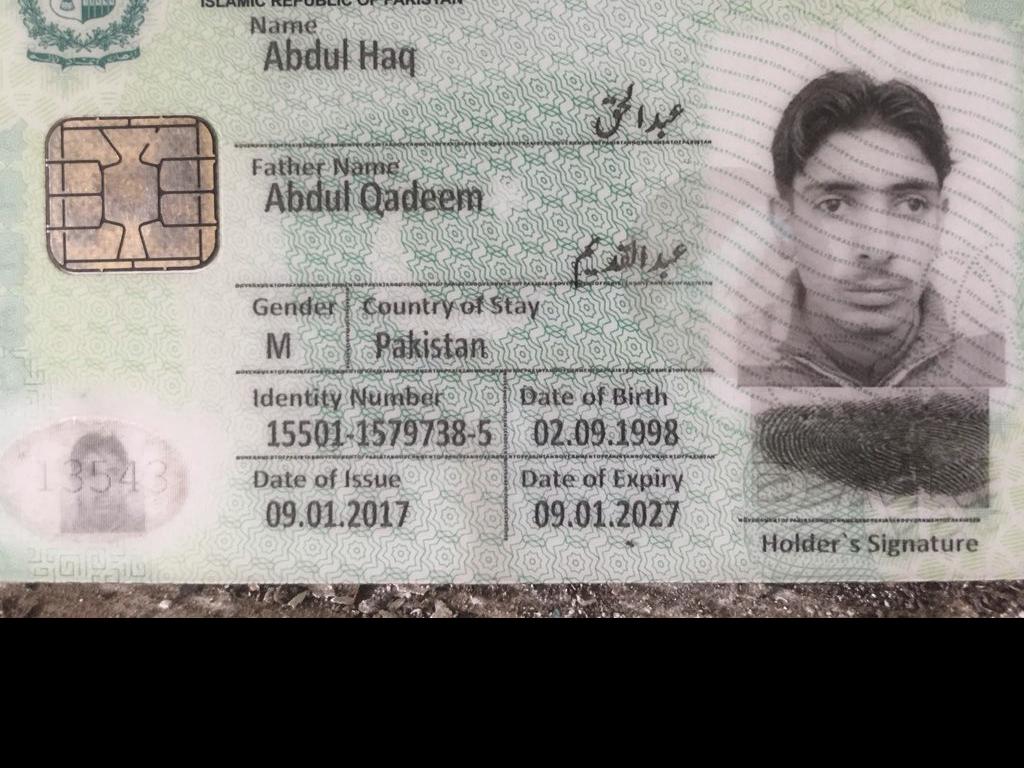 ISLAMIC REPUBLIC OF PAKISTAN
Name
Abdul Haq
عبدالحق
Father Name
Abdul Qadeem
عبدالقدیم
Gender
Country of Stay
M
Pakistan
Identity Number
Date of Birth
15501-1579738-5
02.09.1998
13543
Date of Issue
Date of Expiry
09.01.2017
09.01.2027
Holder`s Signature